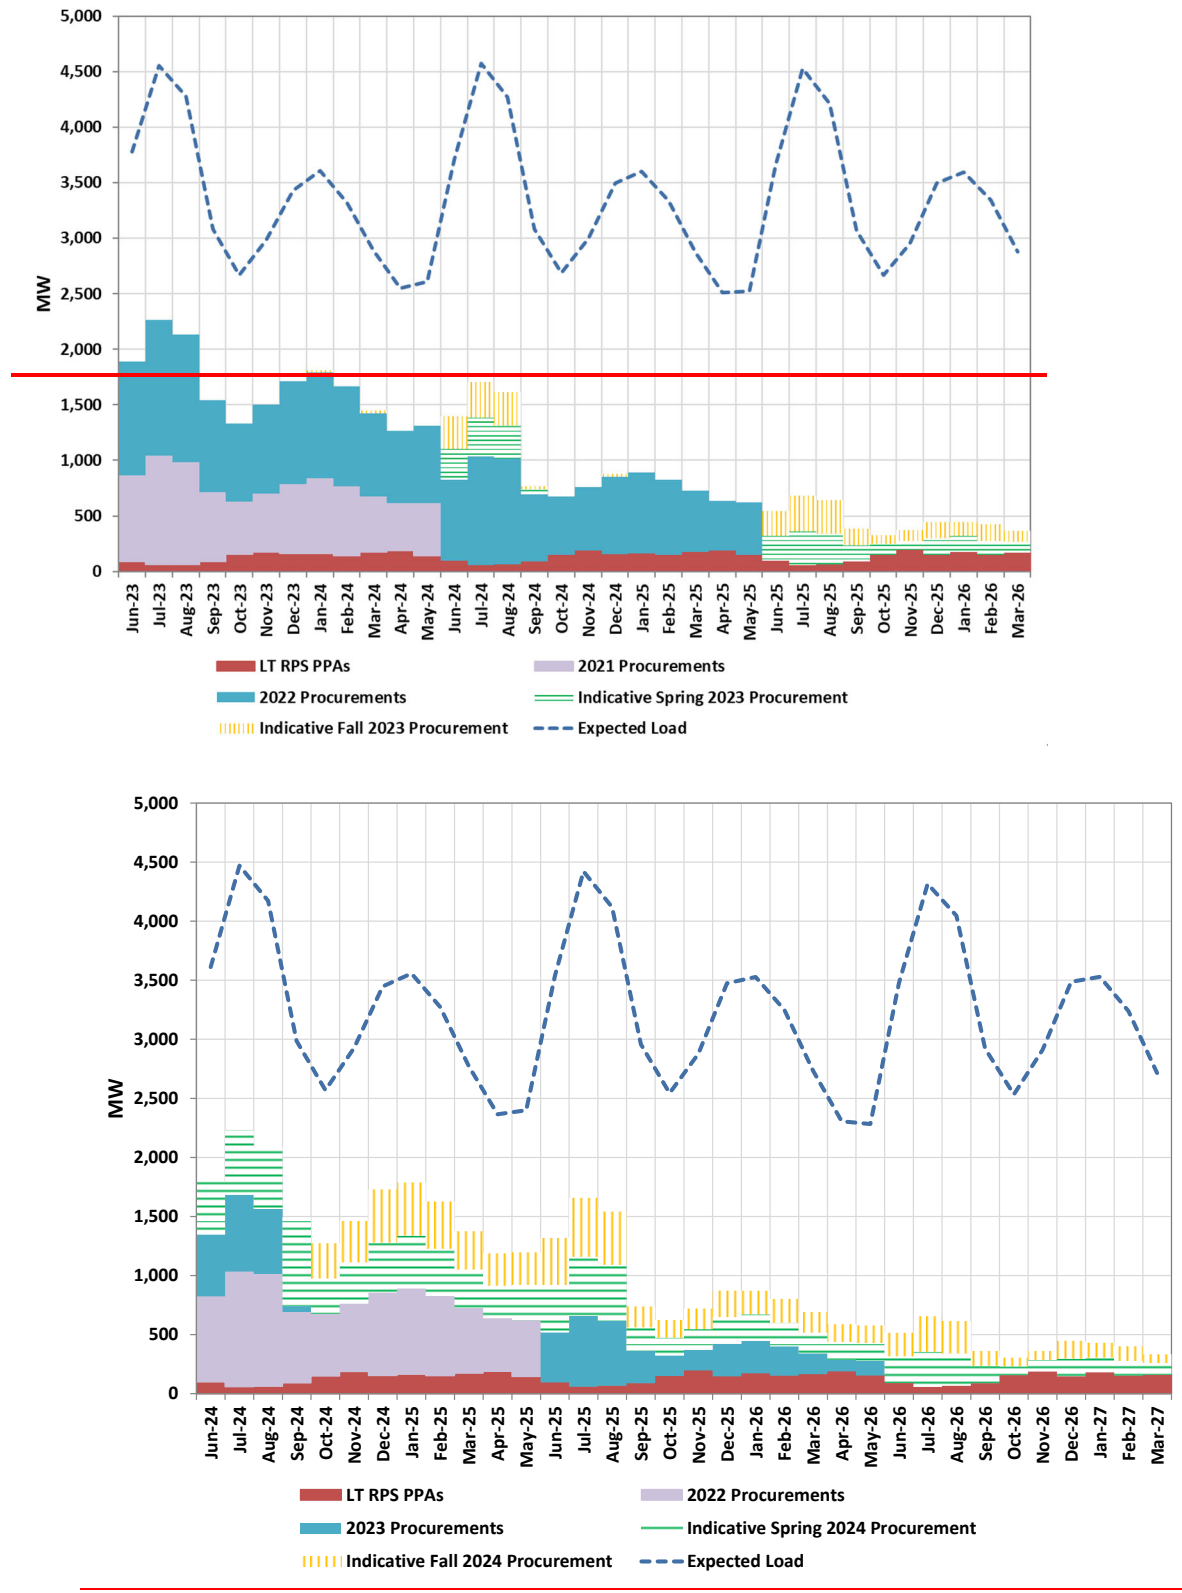 5,000
4,500
4,000
3,500
3,000
2,500
2,000
1,500
1,000
500
0
MW
Jun-23
Jul-23
Aug-23
Sep-23
Oct-23
Nov-23
Dec-23
Jan-24
Feb-24
Mar-24
Apr-24
May-24
Jun-24
Jul-24
Aug-24
Sep-24
Oct-24
Nov-24
Dec-24
Jan-25
Feb-25
Mar-25
Apr-25
May-25
Jun-25
Jul-25
Aug-25
Sep-25
Oct-25
Nov-25
Dec-25
Jan-26
Feb-26
Mar-26
LT RPS PPAs
2021 Procurements
2022 Procurements
Indicative Spring 2023 Procurement
Indicative Fall 2023 Procurement
Expected Load
5,000
4,500
4,000
3,500
3,000
2,500
2,000
1,500
1,000
500
0
MW
Jun-24
Jul-24
Aug-24
Sep-24
Oct-24
Nov-24
Dec-24
Jan-25
Feb-25
Mar-25
Apr-25
May-25
Jun-25
Jul-25
Aug-25
Sep-25
Oct-25
Nov-25
Dec-25
Jan-26
Feb-26
Mar-26
Apr-26
May-26
Jun-26
Jul-26
Aug-26
Sep-26
Oct-26
Nov-26
Dec-26
Jan-27
Feb-27
Mar-27
LT RPS PPAs
2022 Procurements
2023 Procurements
Indicative Spring 2024 Procurement
Indicative Fall 2024 Procurement
Expected Load